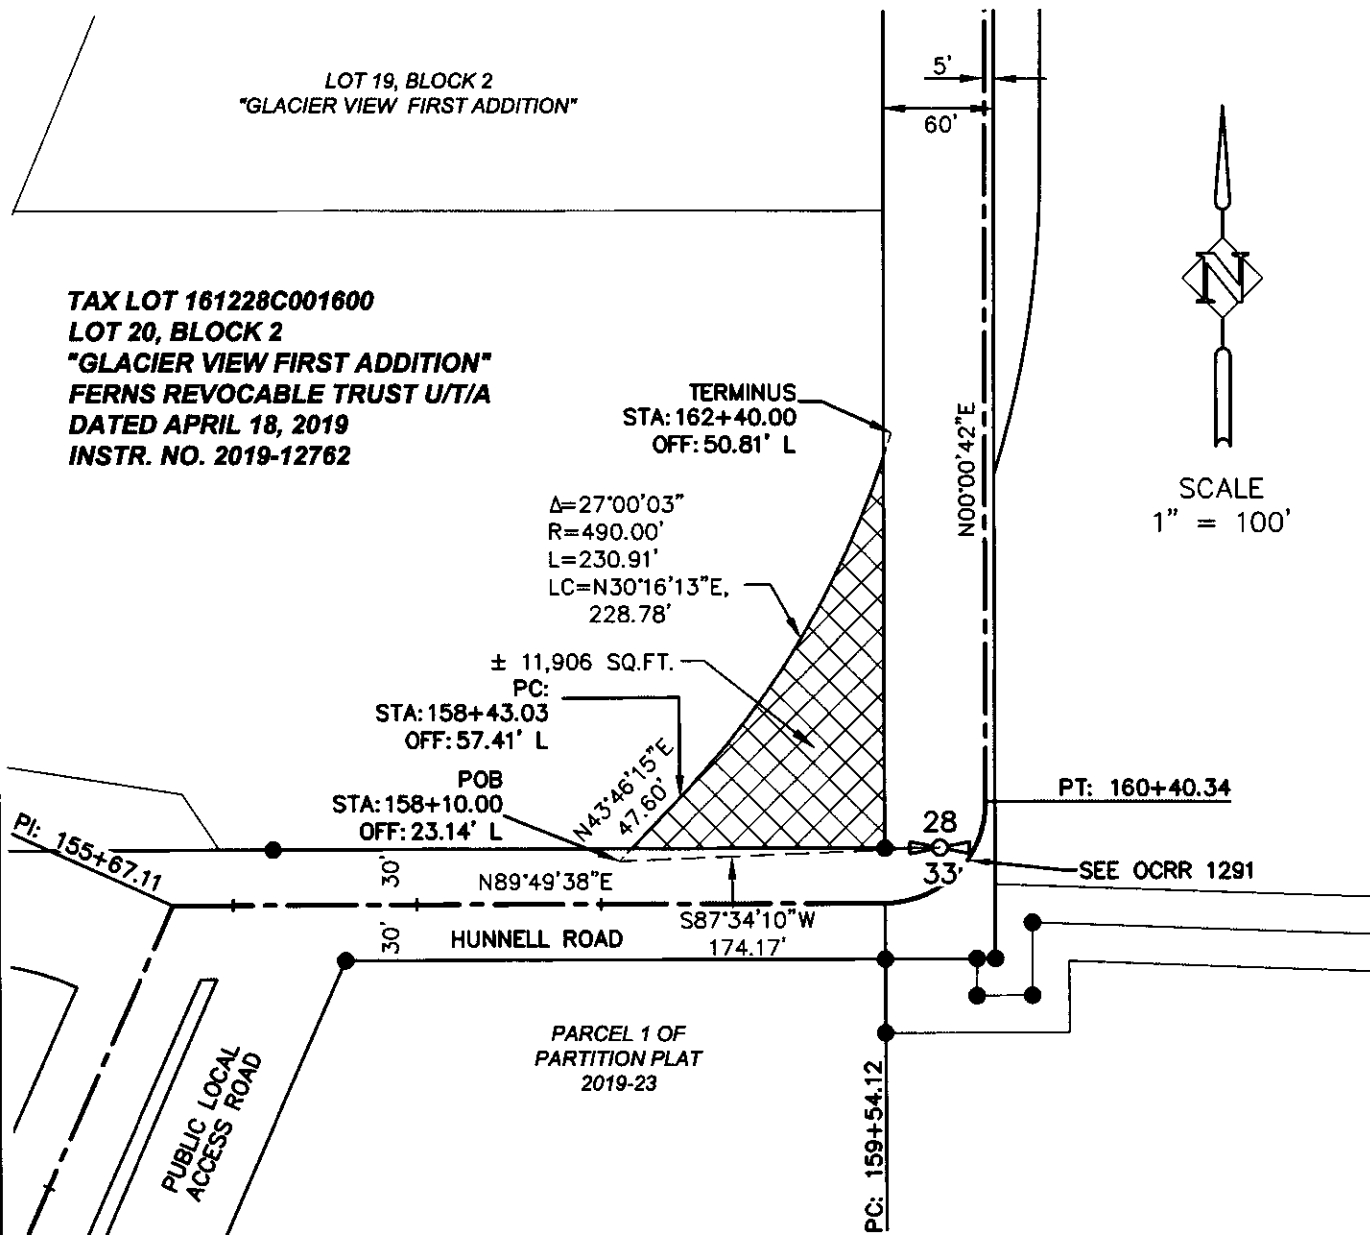 LOT 19, BLOCK 2
"GLACIER VIEW FIRST ADDITION"
5'
60'
N
SCALE
1" = 100'
TAX LOT 161228C001600
LOT 20, BLOCK 2
"GLACIER VIEW FIRST ADDITION"
FERNS REVOCABLE TRUST U/T/A
DATED APRIL 18, 2019
INSTR. NO. 2019-12762
TERMINUS
STA: 162+40.00
OFF: 50.81' L
N00°00'42"E
Δ=27°00'03"
R=490.00'
L=230.91'
LC=N30°16'13"E,
228.78'
± 11,906 SQ.FT.
PC:
STA: 158+43.03
OFF: 57.41' L
POB
STA: 158+10.00
OFF: 23.14' L
N43°46'15"E
47.60'
PT: 160+40.34
PI: 155+67.11
28
33'
SEE OCRR 1291
30'
N89°49'38"E
30'
HUNNELL ROAD
S87°34'10"W
174.17'
PARCEL 1 OF
PARTITION PLAT
2019-23
PUBLIC LOCAL
ACCESS ROAD
PC: 159+54.12